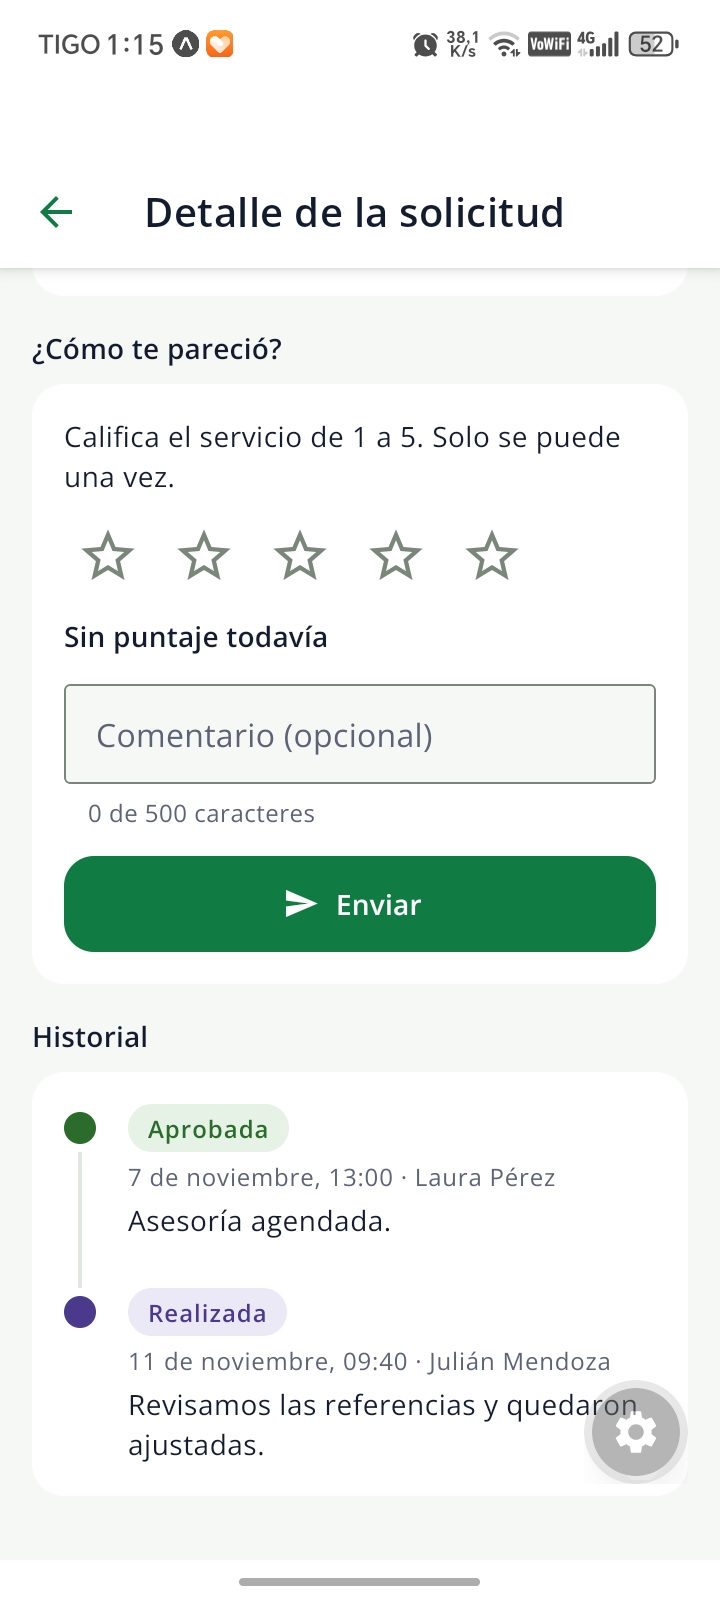 TIGO 1:15 38,1 K/s VoWiFi 4G 52
Detalle de la solicitud
¿Cómo te pareció?
Califica el servicio de 1 a 5. Solo se puede
una vez.
Sin puntaje todavía
Comentario (opcional)
0 de 500 caracteres
Enviar
Historial
Aprobada
7 de noviembre, 13:00 · Laura Pérez
Asesoría agendada.
Realizada
11 de noviembre, 09:40 · Julián Mendoza
Revisamos las referencias y quedaron
ajustadas.